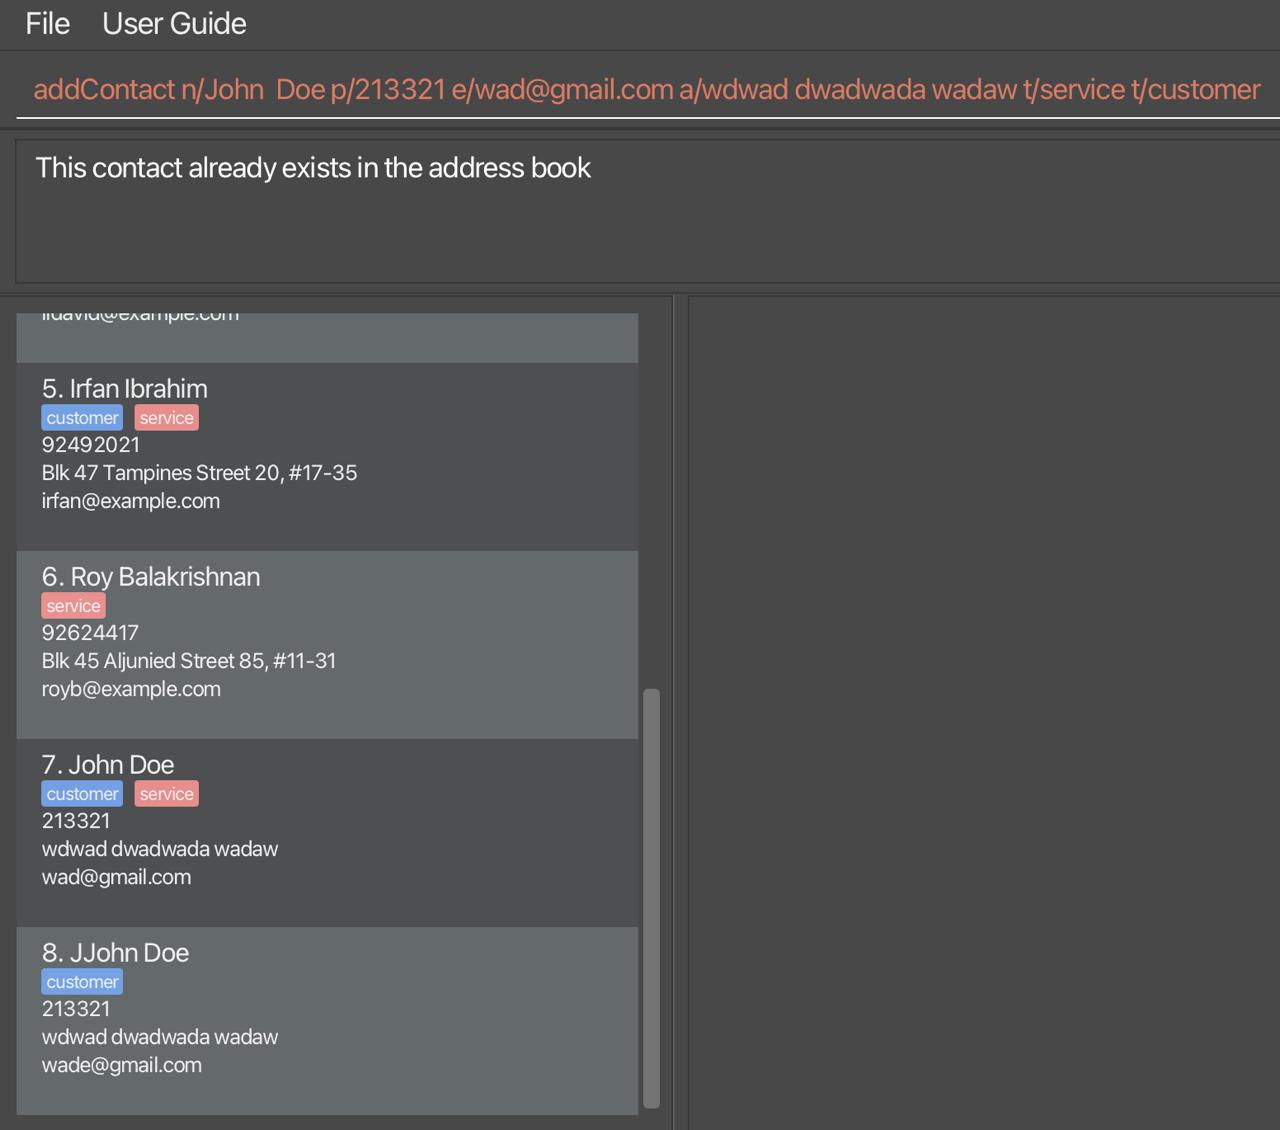 File User Guide
addContact n/John  Doe p/213321 e/wad@gmail.com a/wdwad dwadwada wadaw t/service t/customer
This contact already exists in the address book
5. Irfan Ibrahim
customer service
92492021
Blk 47 Tampines Street 20, #17-35
irfan@example.com
6. Roy Balakrishnan
service
92624417
Blk 45 Aljunied Street 85, #11-31
royb@example.com
7. John Doe
customer service
213321
wdwad dwadwada wadaw
wad@gmail.com
8. JJohn Doe
customer
213321
wdwad dwadwada wadaw
wade@gmail.com